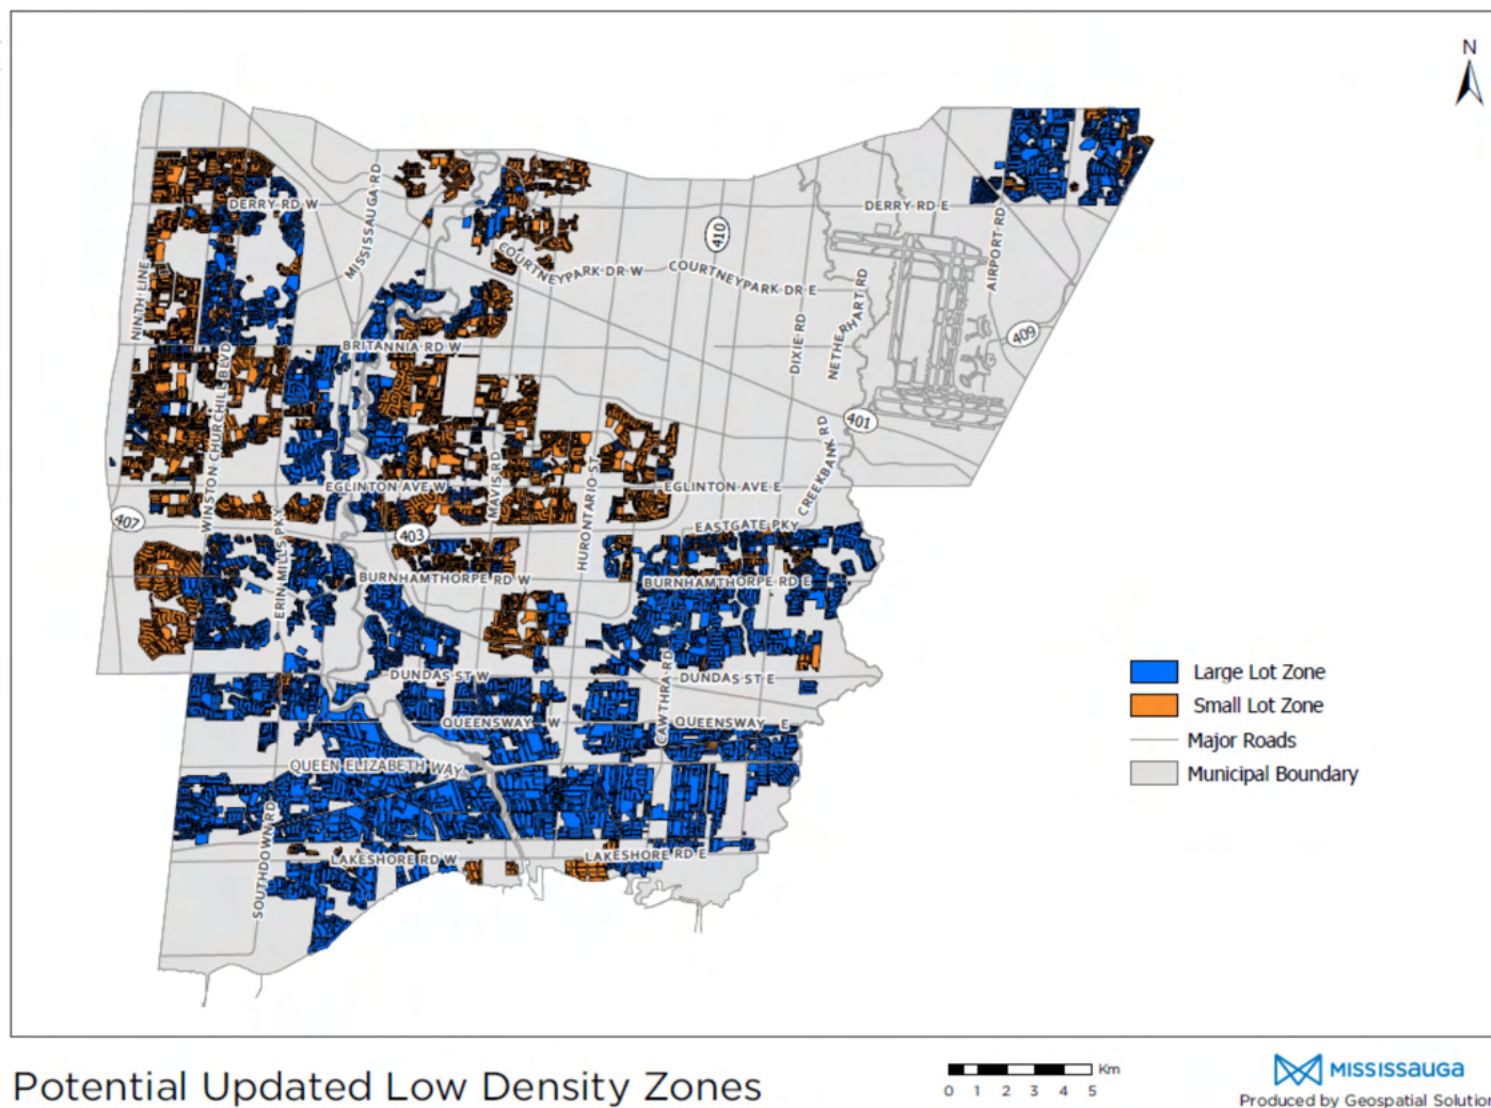 N
DERRY RD W
MISSISSAUGA RD
DERRY RD E
410
AIRPORT RD
COURTNEYPARK DR W
COURTNEYPARK DR E
NINTH LINE
NETHERHART RD
DIXIE RD
409
BRITANNIA RD W
WINSTON CHURCHILL BLVD
401
CREEKBANK RD
MAVIS RD
HURONTARIO ST
EGLINTON AVE W
EGLINTON AVE E
407
403
EASTGATE PKY
ERIN MILLS PKY
BURNHAMTHORPE RD W
BURNHAMTHORPE RD E
DUNDAS ST W
CAWTHRA RD
DUNDAS ST E
QUEENSWAY W
QUEENSWAY E
QUEEN ELIZABETH WAY
SOUTHDOWN RD
LAKESHORE RD W
LAKESHORE RD E
Large Lot Zone
Small Lot Zone
Major Roads
Municipal Boundary
Potential Updated Low Density Zones
Km
0 1 2 3 4 5
MISSISSAUGA
Produced by Geospatial Solution